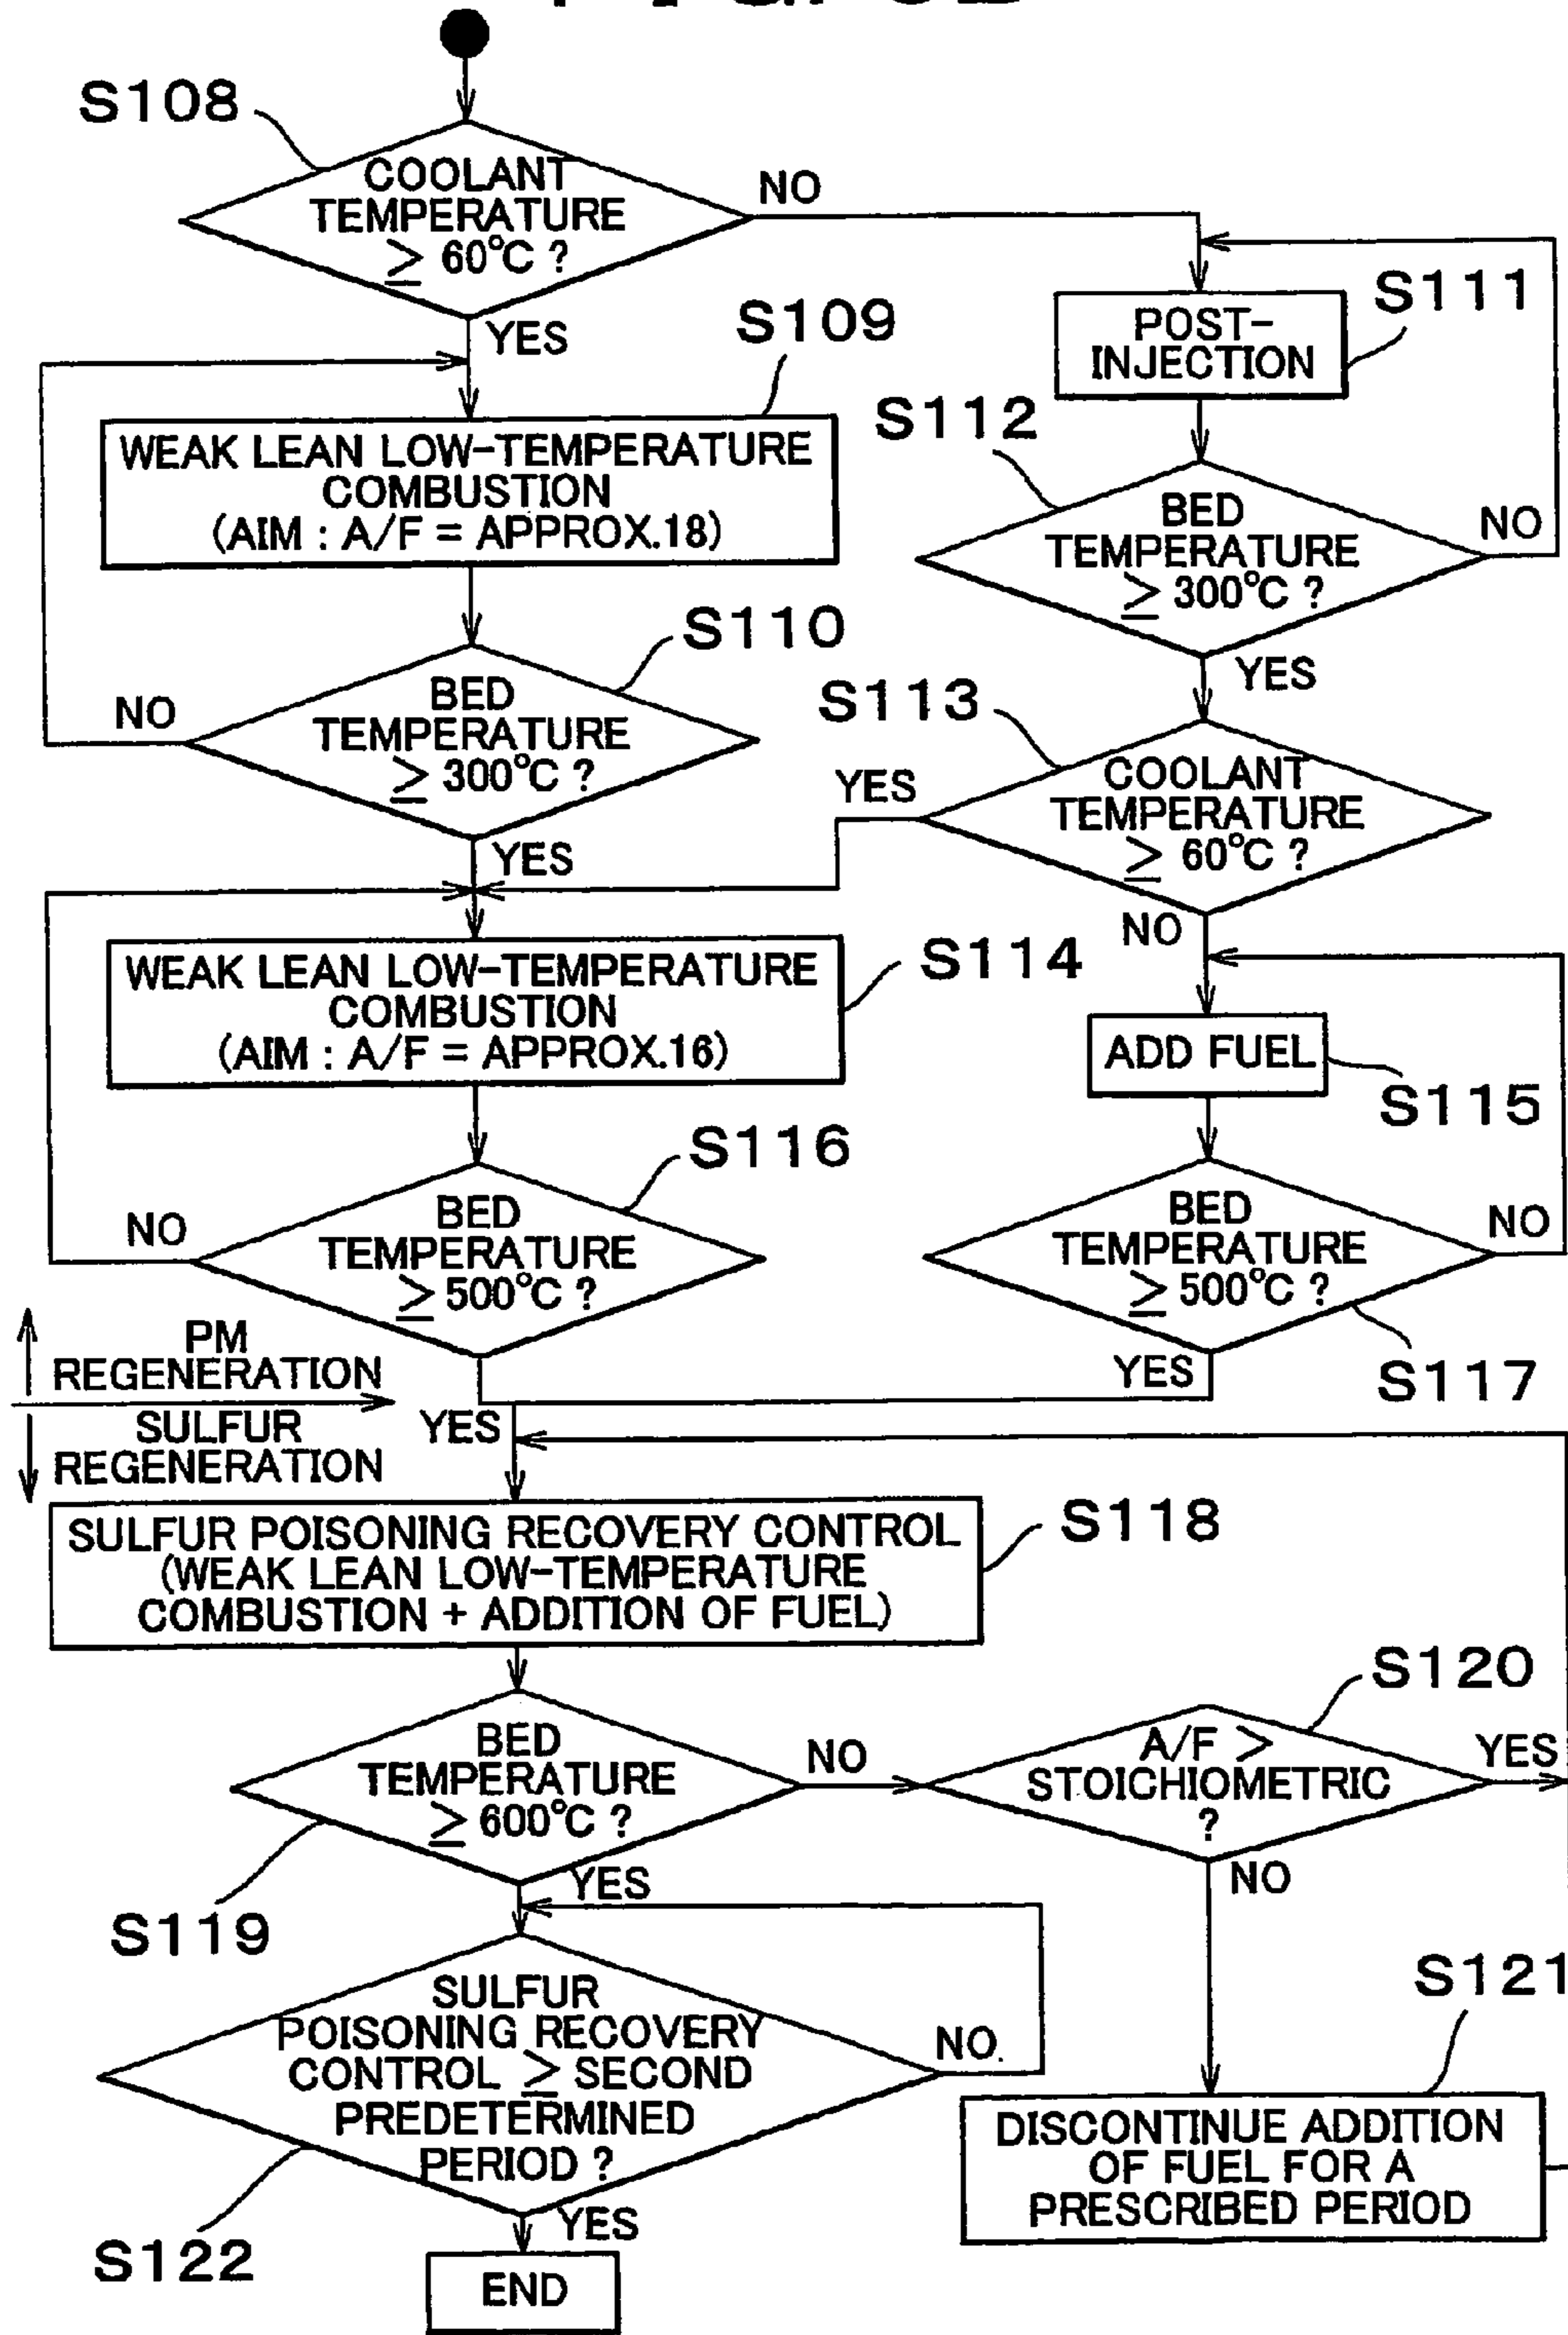 S108
COOLANT
TEMPERATURE
≥ 60°C ?
NO
YES
S109
WEAK LEAN LOW-TEMPERATURE
COMBUSTION
(AIM : A/F = APPROX.18)
S110
BED
TEMPERATURE
≥ 300°C ?
NO
YES
S111
POST-
INJECTION
S112
BED
TEMPERATURE
≥ 300°C ?
NO
YES
S113
COOLANT
TEMPERATURE
≥ 60°C ?
YES
NO
S114
WEAK LEAN LOW-TEMPERATURE
COMBUSTION
(AIM : A/F = APPROX.16)
ADD FUEL
S115
S116
BED
TEMPERATURE
≥ 500°C ?
NO
YES
BED
TEMPERATURE
≥ 500°C ?
NO
YES
S117
PM
REGENERATION
SULFUR
REGENERATION
SULFUR POISONING RECOVERY CONTROL
(WEAK LEAN LOW-TEMPERATURE
COMBUSTION + ADDITION OF FUEL)
S118
BED
TEMPERATURE
≥ 600°C ?
NO
YES
S119
S120
A/F >
STOICHIOMETRIC
?
YES
NO
SULFUR
POISONING RECOVERY
CONTROL ≥ SECOND
PREDETERMINED
PERIOD ?
NO
YES
S122
S121
DISCONTINUE ADDITION
OF FUEL FOR A
PRESCRIBED PERIOD
END